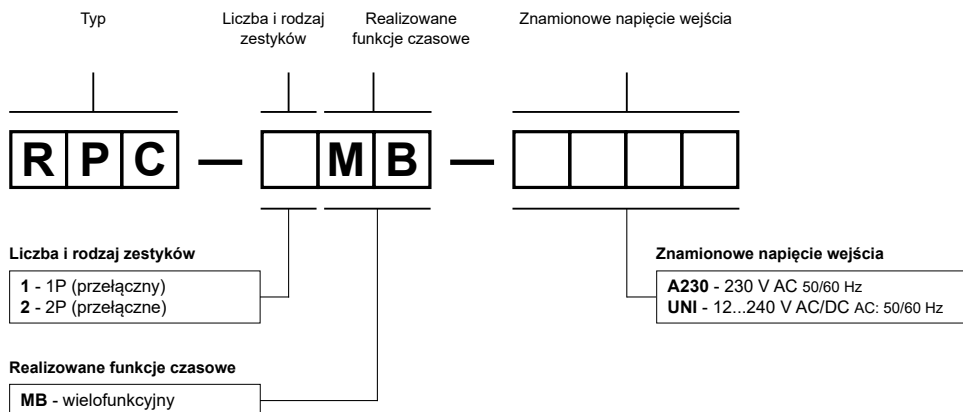 Typ
Liczba i rodzaj
zestyków
Realizowane
funkcje czasowe
Znamionowe napięcie wejścia
R P C — M B —
Liczba i rodzaj zestyków
1 - 1P (przełączny)
2 - 2P (przełączne)
Znamionowe napięcie wejścia
A230 - 230 V AC 50/60 Hz
UNI - 12...240 V AC/DC AC: 50/60 Hz
Realizowane funkcje czasowe
MB - wielofunkcyjny